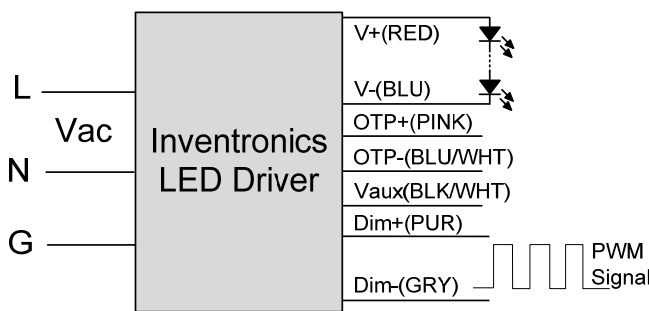 V+(RED)
L
V-(BLU)
Vac
OTP+(PINK)
Inventronics
LED Driver
OTP-(BLU/WHT)
N
Vaux(BLK/WHT)
Dim+(PUR)
G
PWM
Signal
Dim-(GRY)